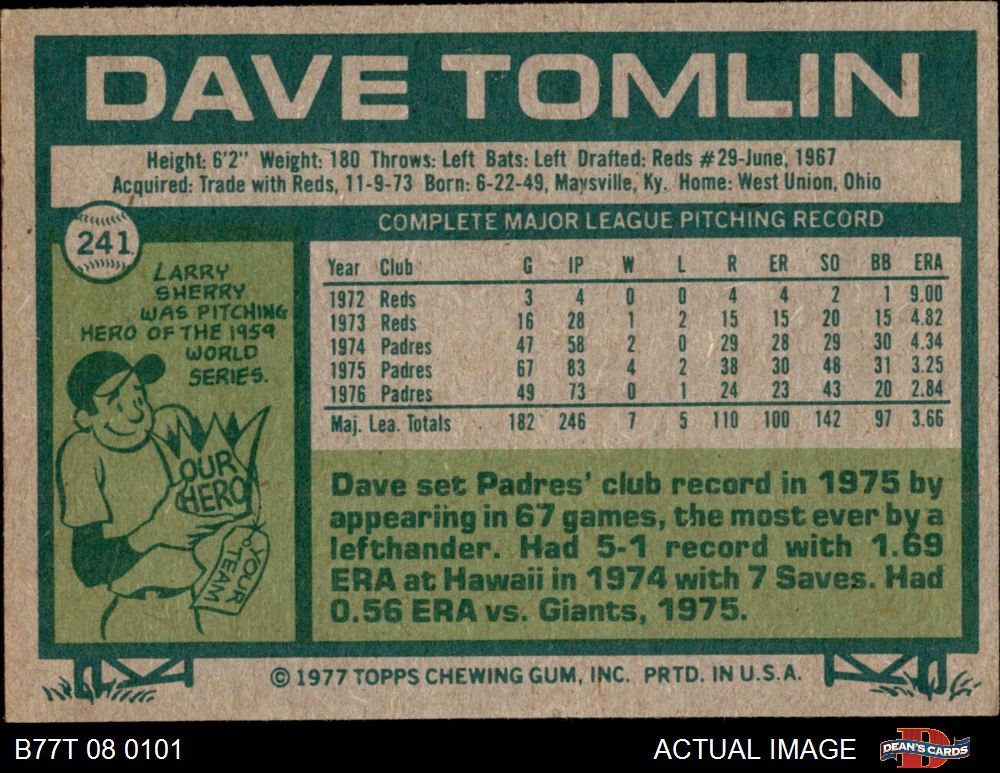 DAVE TOMLIN
Height: 6'2" Weight: 180 Throws: Left Bats: Left Drafted: Reds #29-June, 1967
Acquired: Trade with Reds, 11-9-73 Born: 6-22-49, Maysville, Ky. Home: West Union, Ohio
241
LARRY
SHERRY
WAS PITCHING
HERO OF THE 1959
WORLD
SERIES.
OUR
HERO
YOUR
TEAM
COMPLETE MAJOR LEAGUE PITCHING RECORD
Year Club G IP W L R ER SO BB ERA
1972 Reds 3 4 0 0 4 4 2 1 9.00
1973 Reds 16 28 1 2 15 15 20 15 4.82
1974 Padres 47 58 2 0 29 28 29 30 4.34
1975 Padres 67 83 4 2 38 30 48 31 3.25
1976 Padres 49 73 0 1 24 23 43 20 2.84
Maj. Lea. Totals 182 246 7 5 110 100 142 97 3.66
Dave set Padres' club record in 1975 by
appearing in 67 games, the most ever by a
lefthander. Had 5-1 record with 1.69
ERA at Hawaii in 1974 with 7 Saves. Had
0.56 ERA vs. Giants, 1975.
© 1977 TOPPS CHEWING GUM, INC. PRTD. IN U.S.A.
B77T 08 0101
ACTUAL IMAGE
DEAN'S CARDS